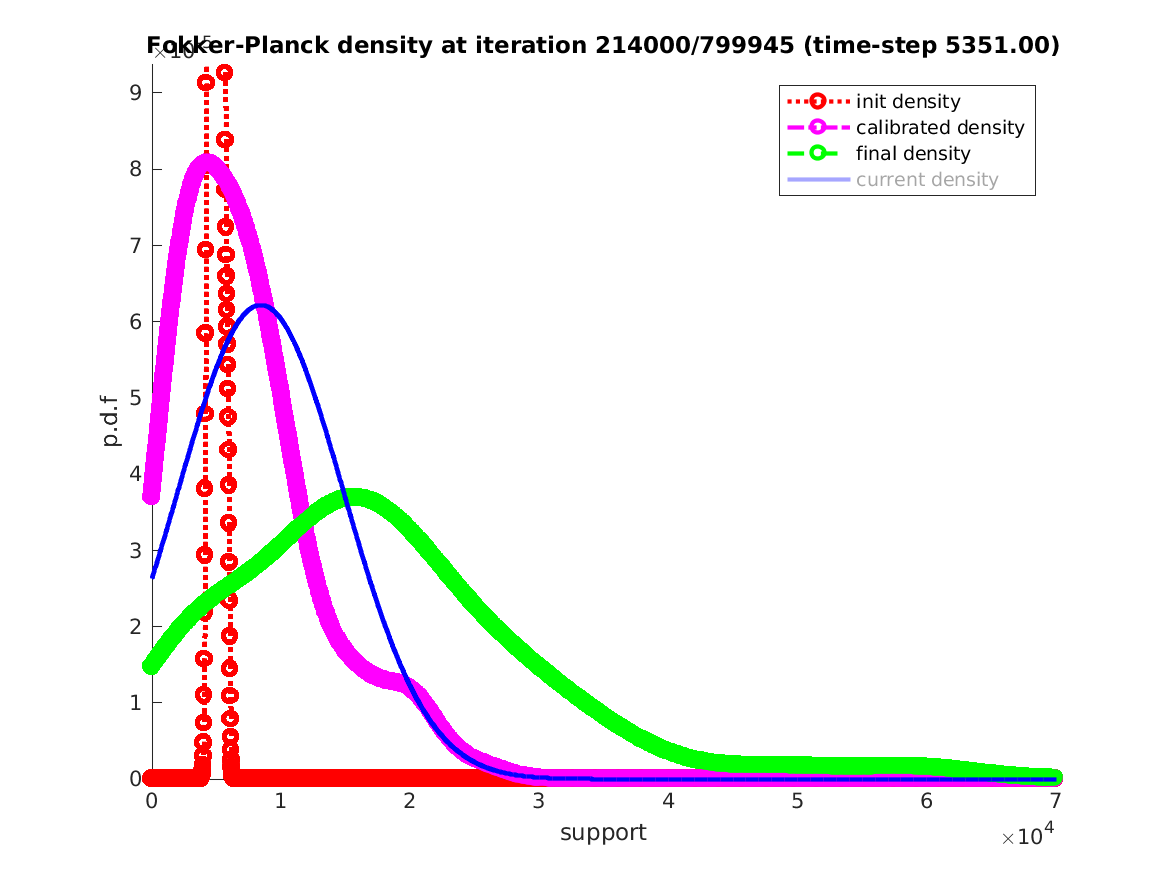 Fokker-Planck density at iteration 214000/799945 (time-step 5351.00)
×10⁻⁵
init density
calibrated density
final density
current density
9
8
7
6
5
4
3
2
1
0
p.d.f
0 1 2 3 4 5 6 7
support
×10⁴